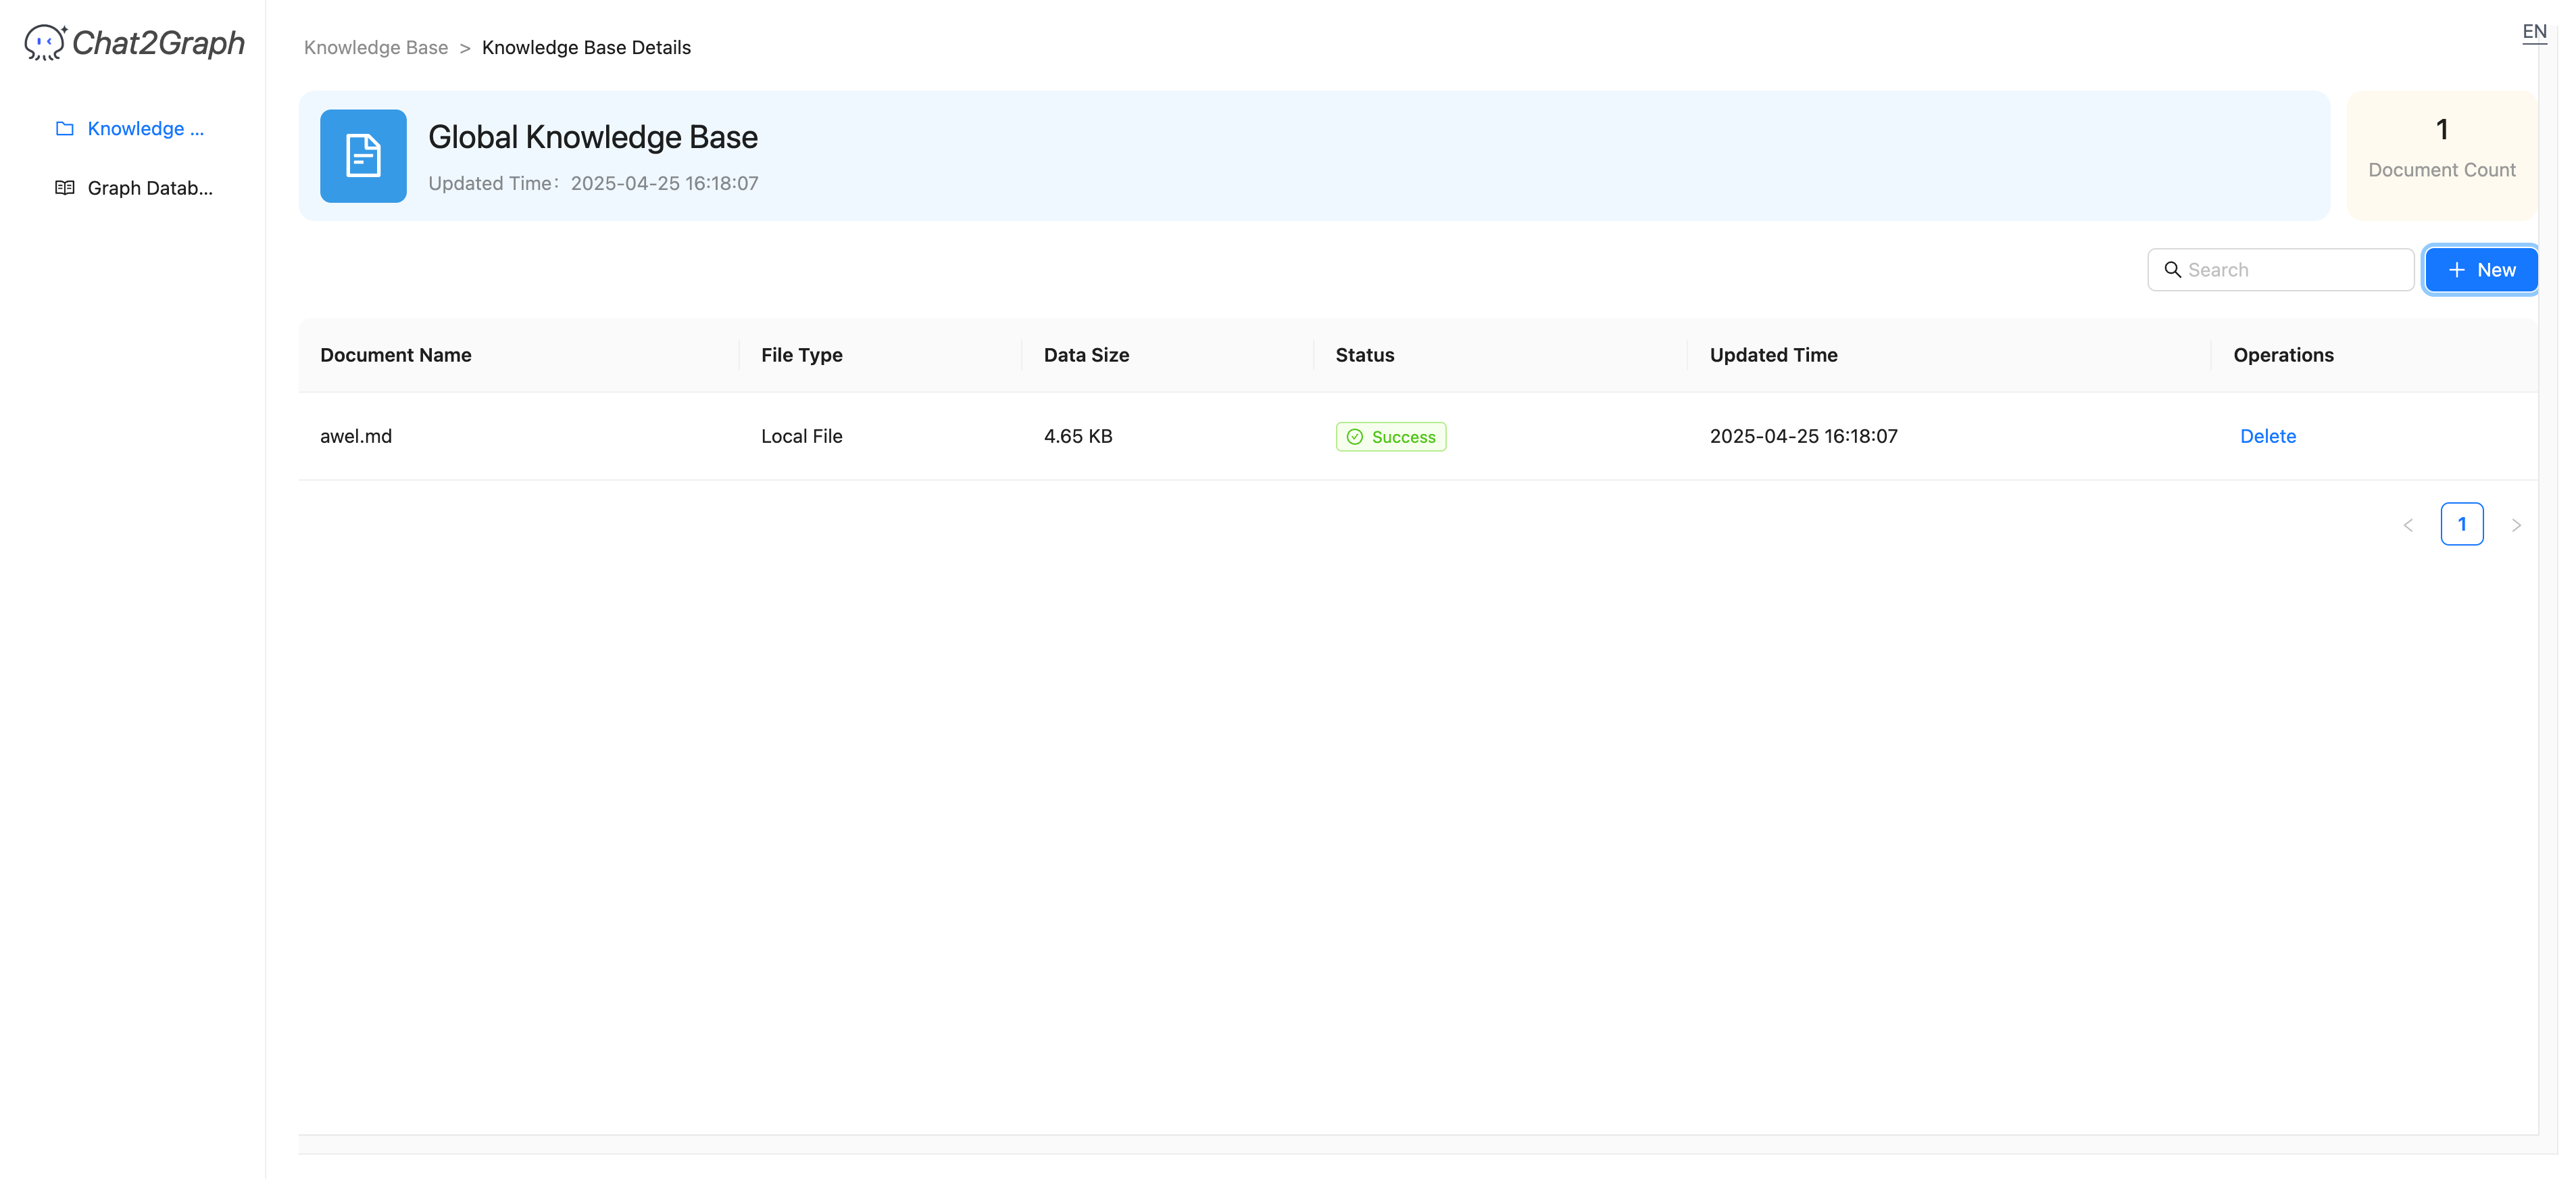 Chat2Graph
Knowledge ...
Graph Datab...
Knowledge Base > Knowledge Base Details
EN
Global Knowledge Base
Updated Time: 2025-04-25 16:18:07
1
Document Count
Search
+ New
Document Name File Type Data Size Status Updated Time Operations
awel.md Local File 4.65 KB Success 2025-04-25 16:18:07 Delete
< 1 >